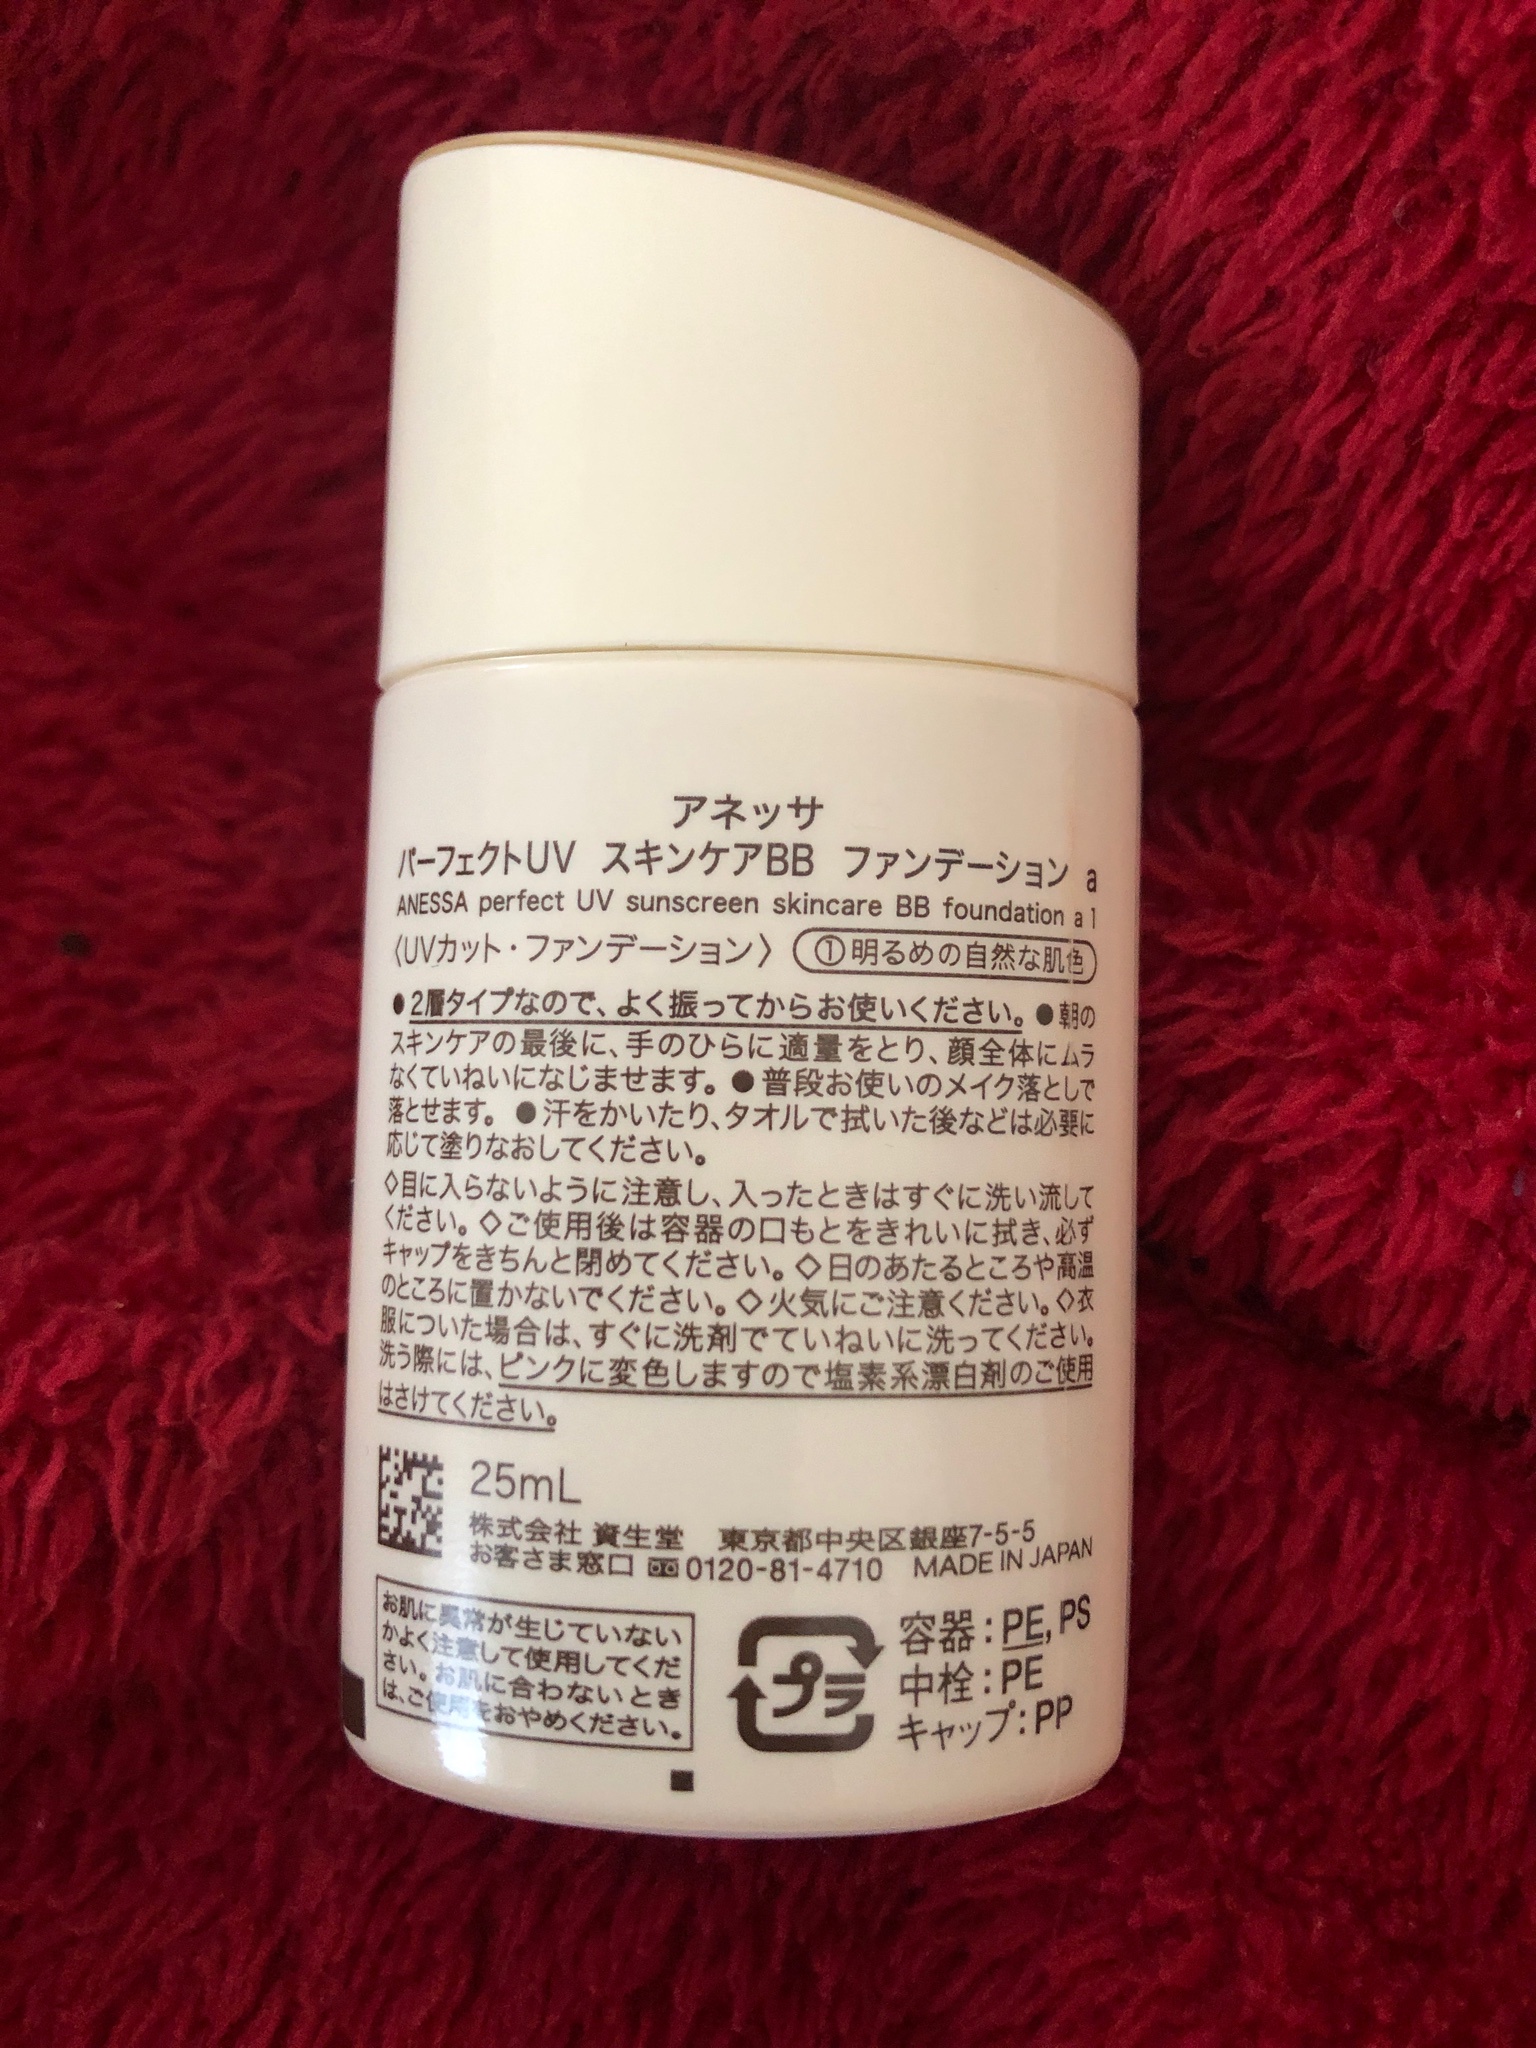 アネッサ
パーフェクトUV スキンケアBB ファンデーション a
ANESSA perfect UV sunscreen skincare BB foundation a 1
〈UVカット・ファンデーション〉 ①明るめの自然な肌色
●2層タイプなので、よく振ってからお使いください。●朝の
スキンケアの最後に、手のひらに適量をとり、顔全体にムラ
なくていねいになじませます。●普段お使いのメイク落としで
落とせます。●汗をかいたり、タオルで拭いた後などは必要に
応じて塗りなおしてください。
◇目に入らないように注意し、入ったときはすぐに洗い流して
ください。◇ご使用後は容器の口もとをきれいに拭き、必ず
キャップをきちんと閉めてください。◇日のあたるところや高温
のところに置かないでください。◇火気にご注意ください。◇衣
服についた場合は、すぐに洗剤でていねいに洗ってください。
洗う際には、ピンクに変色しますので塩素系漂白剤のご使用
はさけてください。
25mL
株式会社 資生堂 東京都中央区銀座7-5-5
お客さま窓口 0120-81-4710 MADE IN JAPAN
お肌に異常が生じていない
かよく注意して使用してくだ
さい。お肌に合わないとき
は、ご使用をおやめください。
プラ
容器：PE, PS
中栓：PE
キャップ：PP